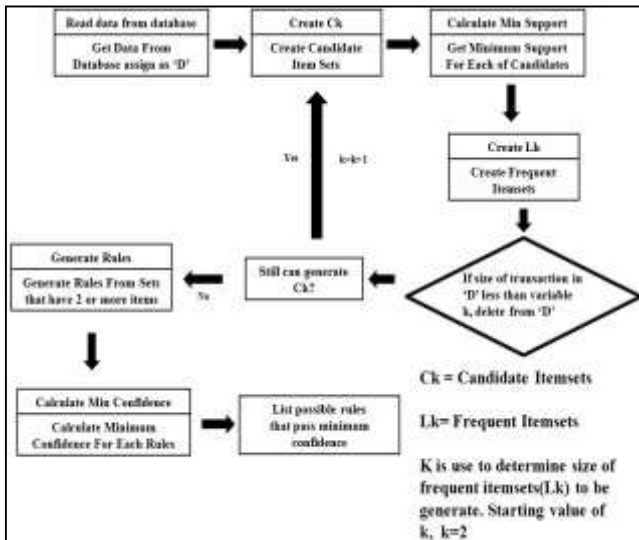 Read data from database
Get Data From
Database assign as ‘D’
Create Ck
Create Candidate
Item Sets
Calculate Min Support
Get Minimum Support
For Each of Candidates
Create Lk
Create Frequent
Itemsets
If size of transaction in
‘D’ less than variable
k, delete from ‘D’
Still can generate
Ck?
Yes
k=k+1
No
Generate Rules
Generate Rules From Sets
that have 2 or more items
Calculate Min Confidence
Calculate Minimum
Confidence For Each Rules
List possible rules
that pass minimum
confidence
Ck = Candidate Itemsets
Lk= Frequent Itemsets
K is use to determine size of
frequent itemsets(Lk) to be
generate. Starting value of
k, k=2